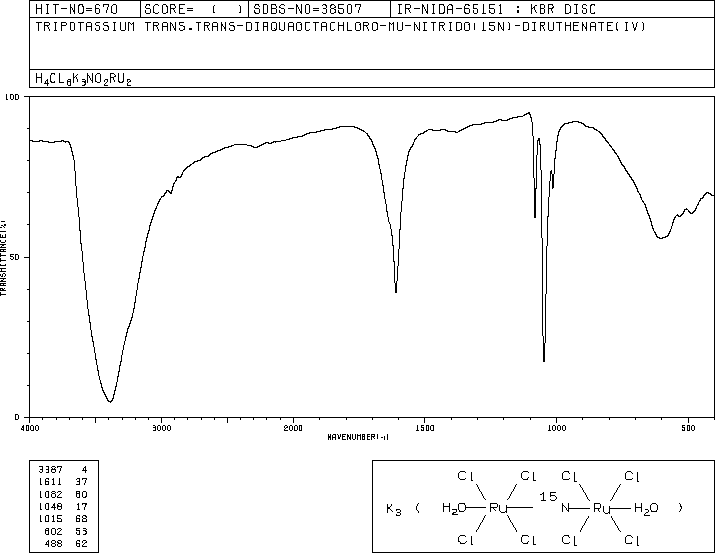 HIT-NO=670 SCORE= ( ) SDBS-NO=38507 IR-NIDA-65151 : KBR DISC
TRIPOTASSIUM TRANS.TRANS-DIAQUAOCTACHLORO-MU-NITRIDO(15N)-DIRUTHENATE(IV)
H4CL8K3NO2RU2
100
50
0
TRANSMITTANCE(%)
4000 3000 2000 1500 1000 500
WAVENUMBER(-1)
3387 4
1611 37
1082 60
1048 17
1015 68
602 53
488 62
Cl Cl Cl Cl
15
K3 ( H2O Ru N Ru H2O )
Cl Cl Cl Cl